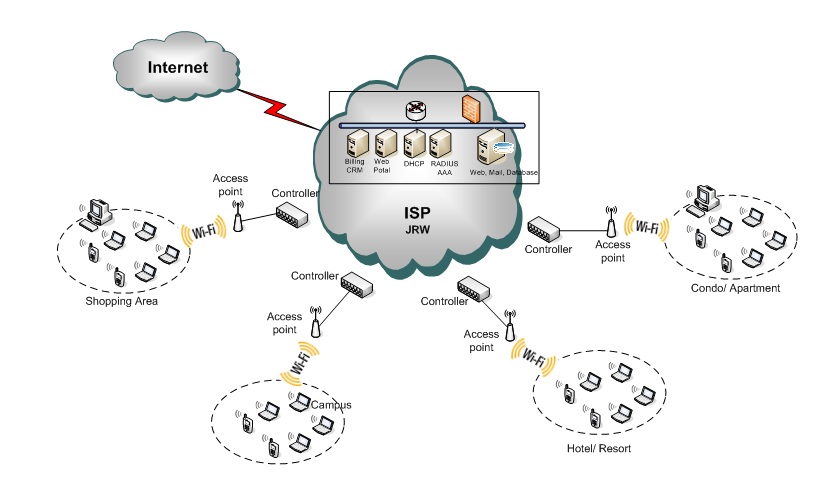 Internet
Billing
CRM
Web
Potal
DHCP
RADIUS
AAA
Web, Mail, Database
ISP
JRW
Access
point
Controller
Wi-Fi
Shopping Area
Controller
Access
point
Wi-Fi
Campus
Controller
Access
point
Wi-Fi
Hotel/ Resort
Controller
Access
point
Wi-Fi
Condo/ Apartment